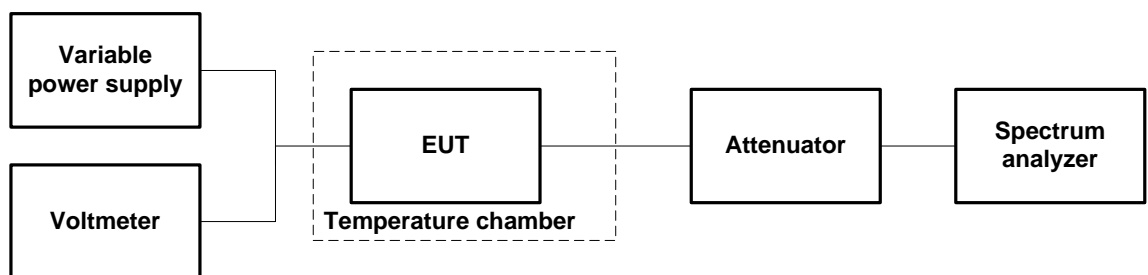 Variable
power supply
Voltmeter
EUT
Temperature chamber
Attenuator
Spectrum
analyzer